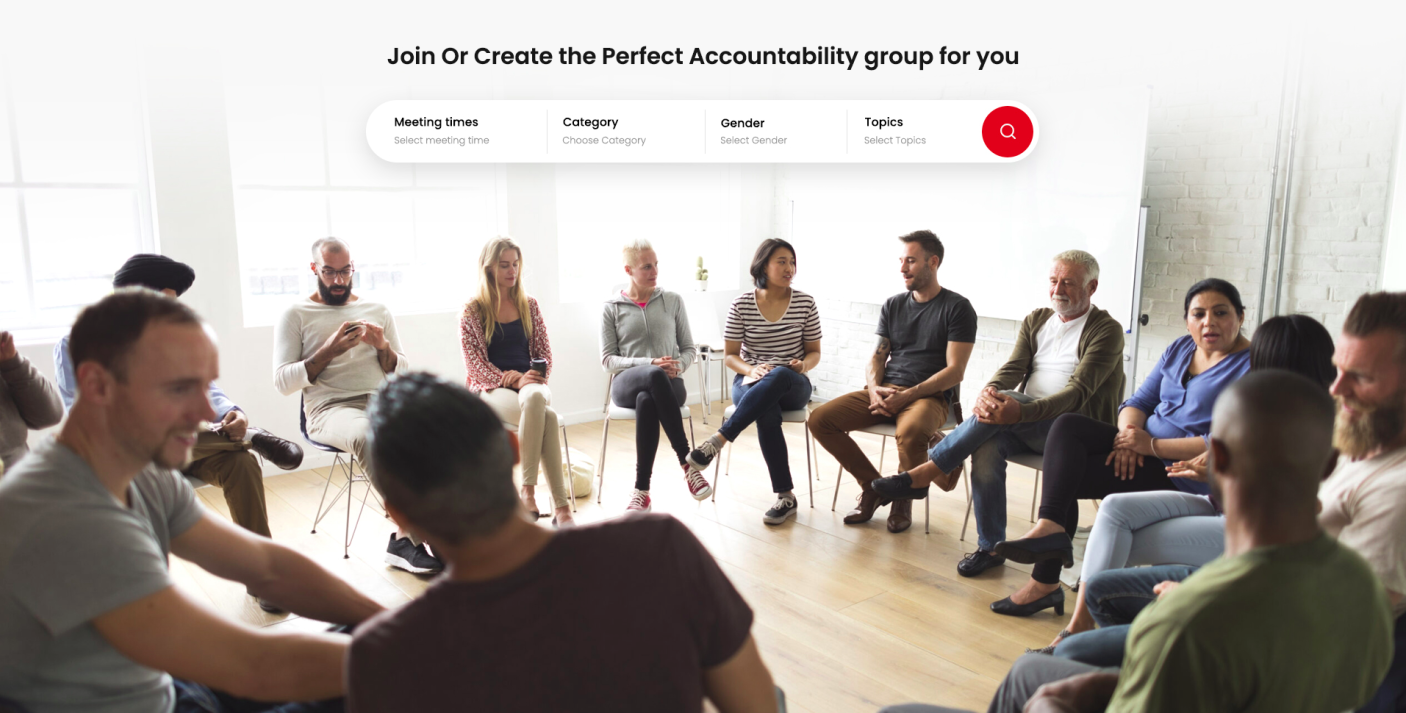 Join Or Create the Perfect Accountability group for you
Meeting times
Category
Gender
Topics
Select meeting time
Choose Category
Select Gender
Select Topics